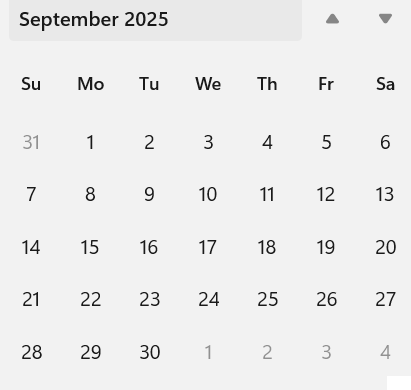 September 2025
Su Mo Tu We Th Fr Sa
31 1 2 3 4 5 6
7 8 9 10 11 12 13
14 15 16 17 18 19 20
21 22 23 24 25 26 27
28 29 30 1 2 3 4